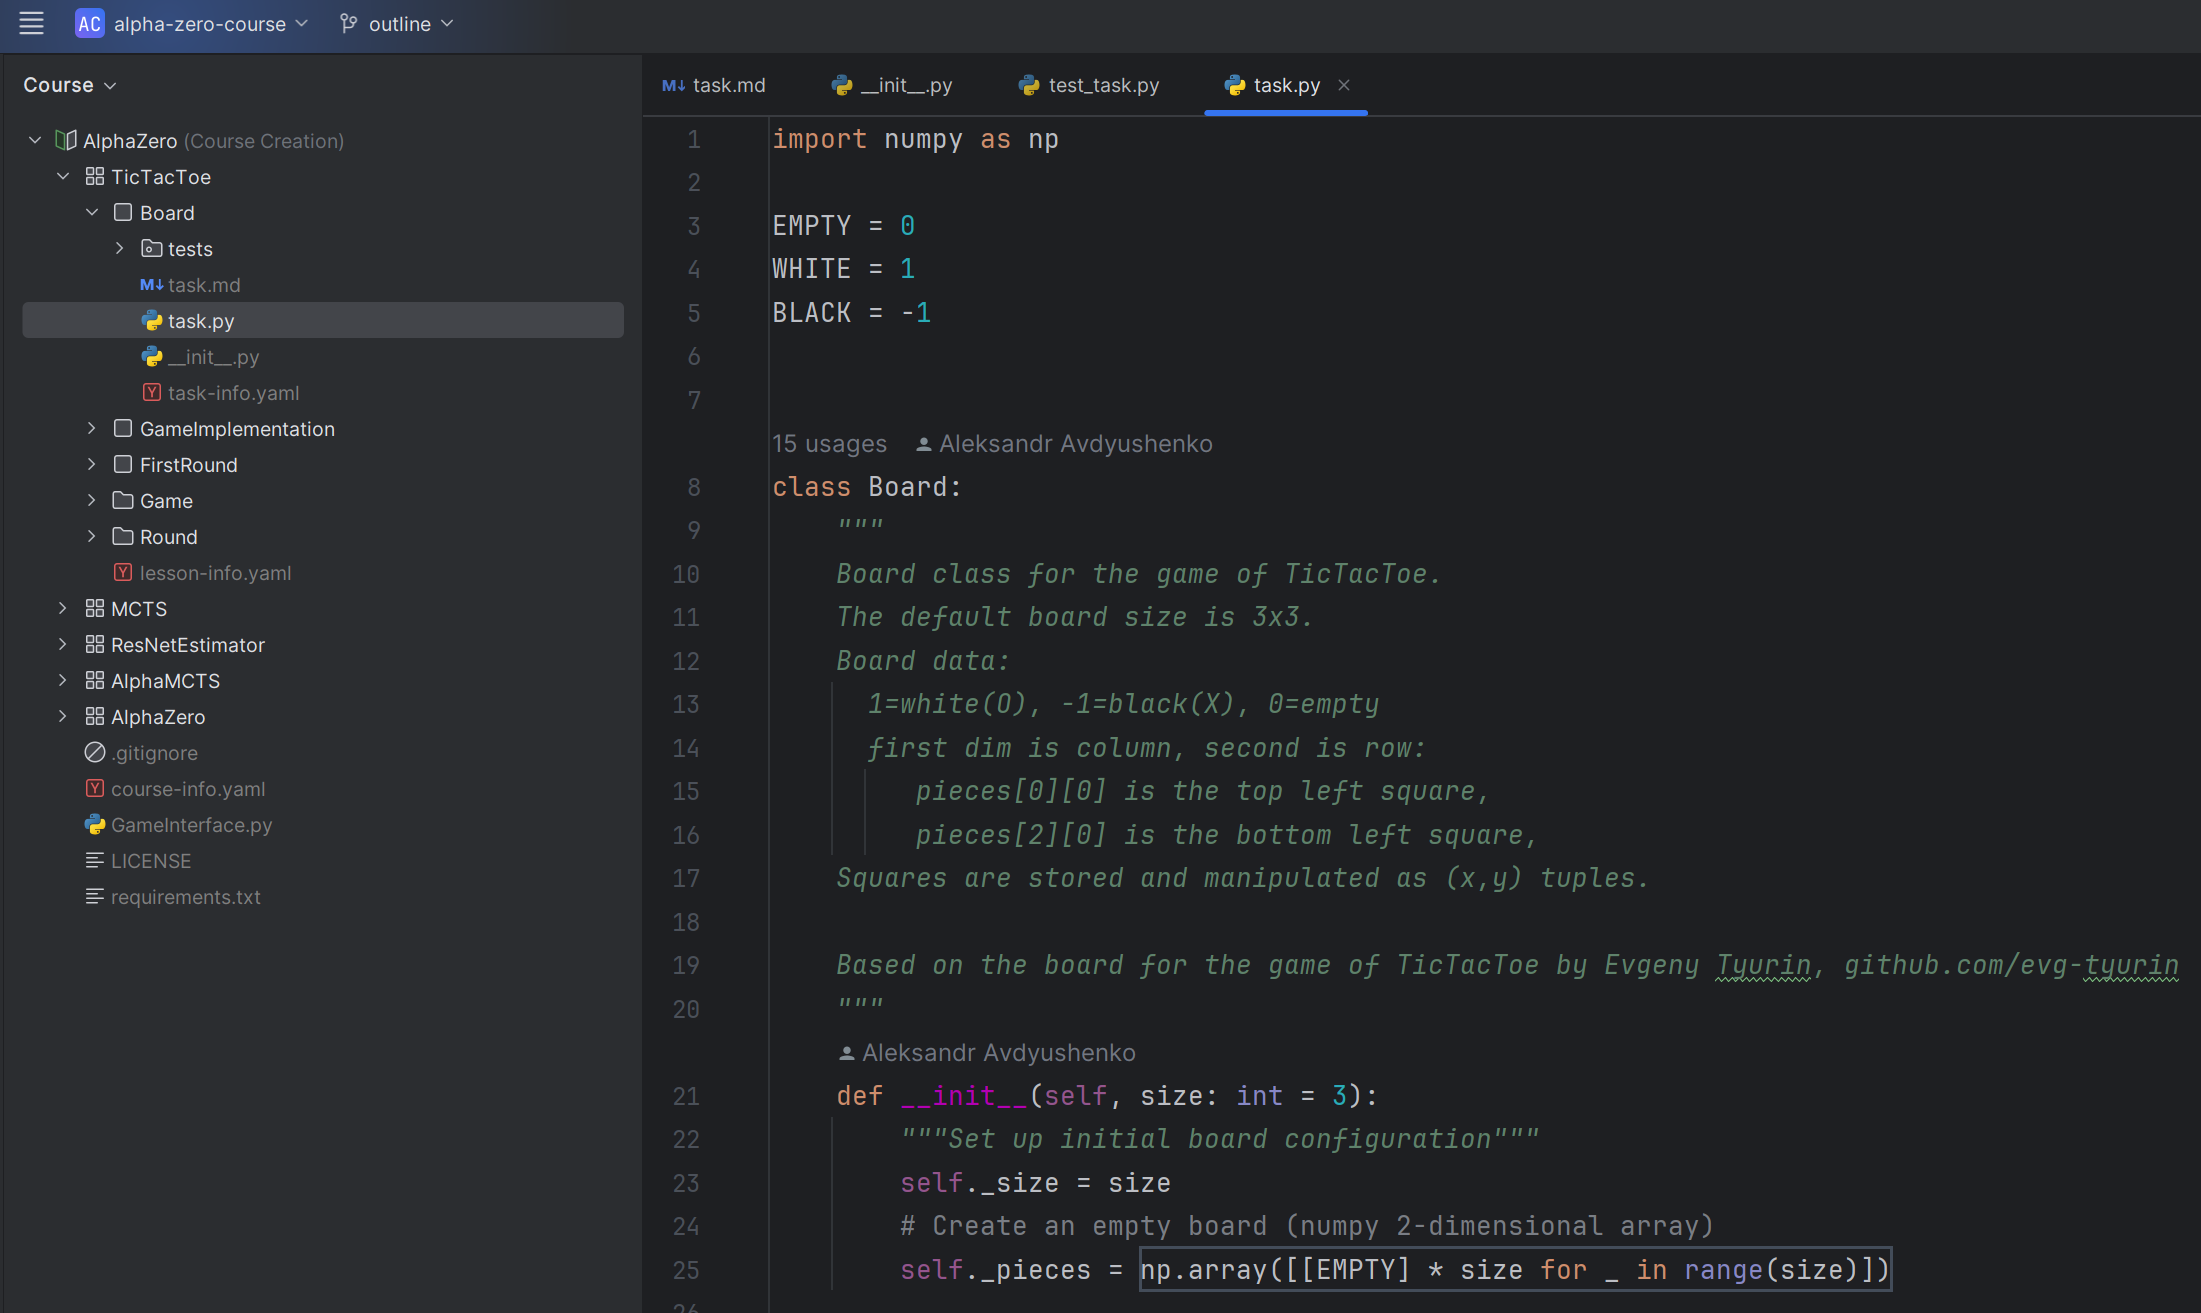 AC alpha-zero-course outline
Course
AlphaZero (Course Creation)
TicTacToe
Board
tests
M↓ task.md
task.py
__init__.py
Y task-info.yaml
GameImplementation
FirstRound
Game
Round
Y lesson-info.yaml
MCTS
ResNetEstimator
AlphaMCTS
AlphaZero
.gitignore
Y course-info.yaml
GameInterface.py
LICENSE
requirements.txt
M↓ task.md __init__.py test_task.py task.py
1 import numpy as np
2
3 EMPTY = 0
4 WHITE = 1
5 BLACK = -1
6
7
15 usages Aleksandr Avdyushenko
8 class Board:
9 """
10 Board class for the game of TicTacToe.
11 The default board size is 3x3.
12 Board data:
13 1=white(O), -1=black(X), 0=empty
14 first dim is column, second is row:
15 pieces[0][0] is the top left square,
16 pieces[2][0] is the bottom left square,
17 Squares are stored and manipulated as (x,y) tuples.
18
19 Based on the board for the game of TicTacToe by Evgeny Tyurin, github.com/evg-tyurin
20 """
Aleksandr Avdyushenko
21 def __init__(self, size: int = 3):
22 """Set up initial board configuration"""
23 self._size = size
24 # Create an empty board (numpy 2-dimensional array)
25 self._pieces = np.array([[EMPTY] * size for _ in range(size)])
26